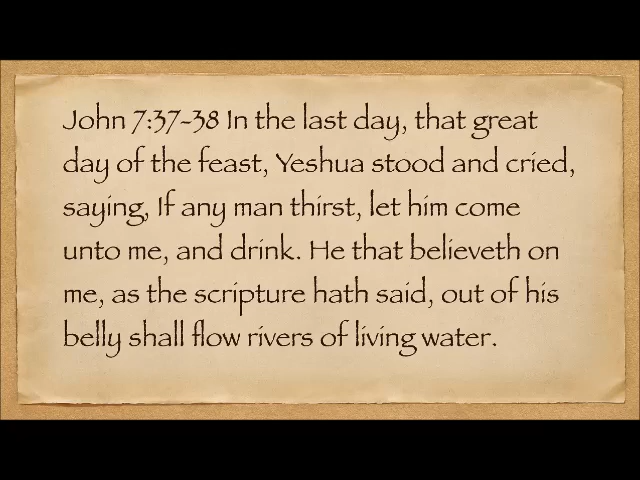 John 7:37-38 In the last day, that great
day of the feast, Yeshua stood and cried,
saying, If any man thirst, let him come
unto me, and drink. He that believeth on
me, as the scripture hath said, out of his
belly shall flow rivers of living water.